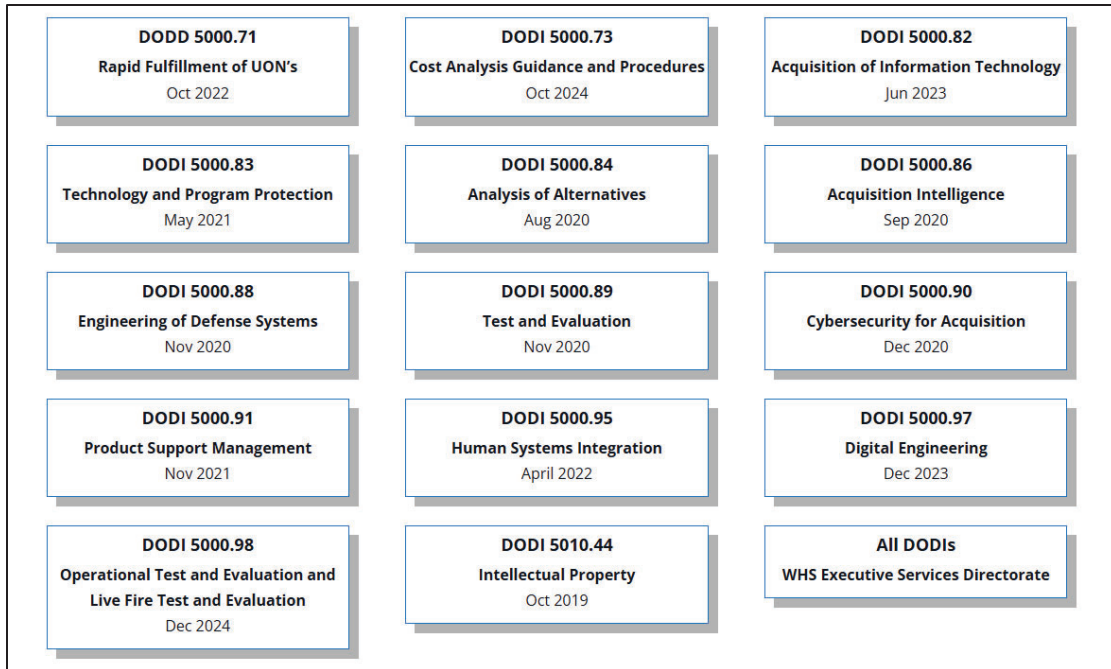 DODD 5000.71
Rapid Fulfillment of UON's
Oct 2022
DODI 5000.73
Cost Analysis Guidance and Procedures
Oct 2024
DODI 5000.82
Acquisition of Information Technology
Jun 2023
DODI 5000.83
Technology and Program Protection
May 2021
DODI 5000.84
Analysis of Alternatives
Aug 2020
DODI 5000.86
Acquisition Intelligence
Sep 2020
DODI 5000.88
Engineering of Defense Systems
Nov 2020
DODI 5000.89
Test and Evaluation
Nov 2020
DODI 5000.90
Cybersecurity for Acquisition
Dec 2020
DODI 5000.91
Product Support Management
Nov 2021
DODI 5000.95
Human Systems Integration
April 2022
DODI 5000.97
Digital Engineering
Dec 2023
DODI 5000.98
Operational Test and Evaluation and
Live Fire Test and Evaluation
Dec 2024
DODI 5010.44
Intellectual Property
Oct 2019
All DODIs
WHS Executive Services Directorate